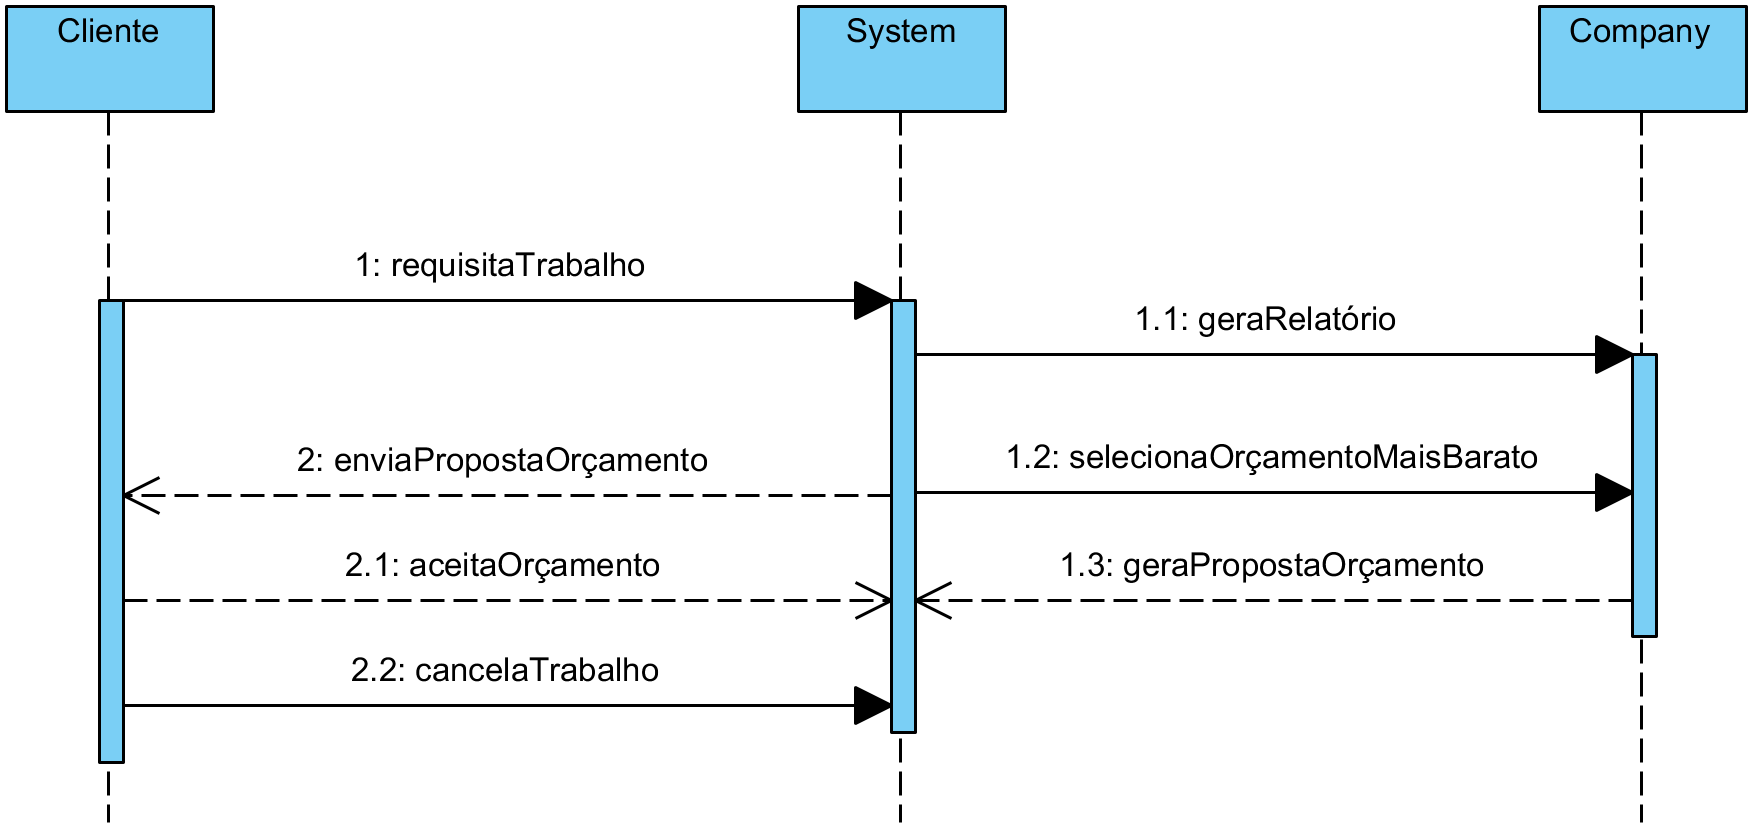 Cliente
System
Company
1: requisitaTrabalho
1.1: geraRelatório
2: enviaPropostaOrçamento
1.2: selecionaOrçamentoMaisBarato
2.1: aceitaOrçamento
1.3: geraPropostaOrçamento
2.2: cancelaTrabalho